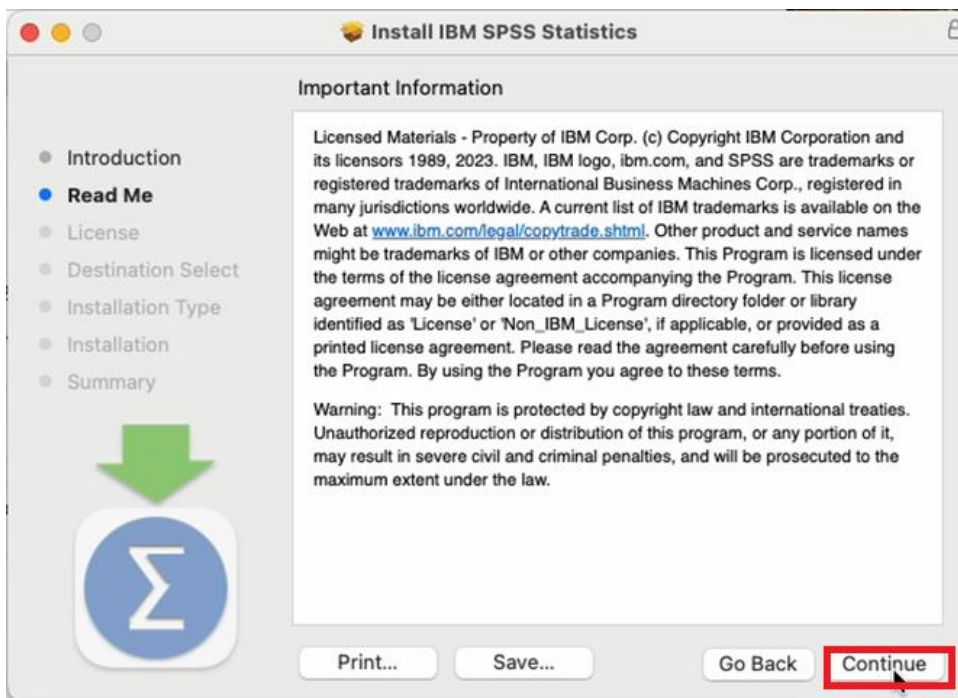 Install IBM SPSS Statistics
Important Information
Introduction
Read Me
License
Destination Select
Installation Type
Installation
Summary
Licensed Materials - Property of IBM Corp. (c) Copyright IBM Corporation and
its licensors 1989, 2023. IBM, IBM logo, ibm.com, and SPSS are trademarks or
registered trademarks of International Business Machines Corp., registered in
many jurisdictions worldwide. A current list of IBM trademarks is available on the
Web at www.ibm.com/legal/copytrade.shtml. Other product and service names
might be trademarks of IBM or other companies. This Program is licensed under
the terms of the license agreement accompanying the Program. This license
agreement may be either located in a Program directory folder or library
identified as 'License' or 'Non_IBM_License', if applicable, or provided as a
printed license agreement. Please read the agreement carefully before using
the Program. By using the Program you agree to these terms.
Warning: This program is protected by copyright law and international treaties.
Unauthorized reproduction or distribution of this program, or any portion of it,
may result in severe civil and criminal penalties, and will be prosecuted to the
maximum extent under the law.
Σ
Print... Save... Go Back Continue